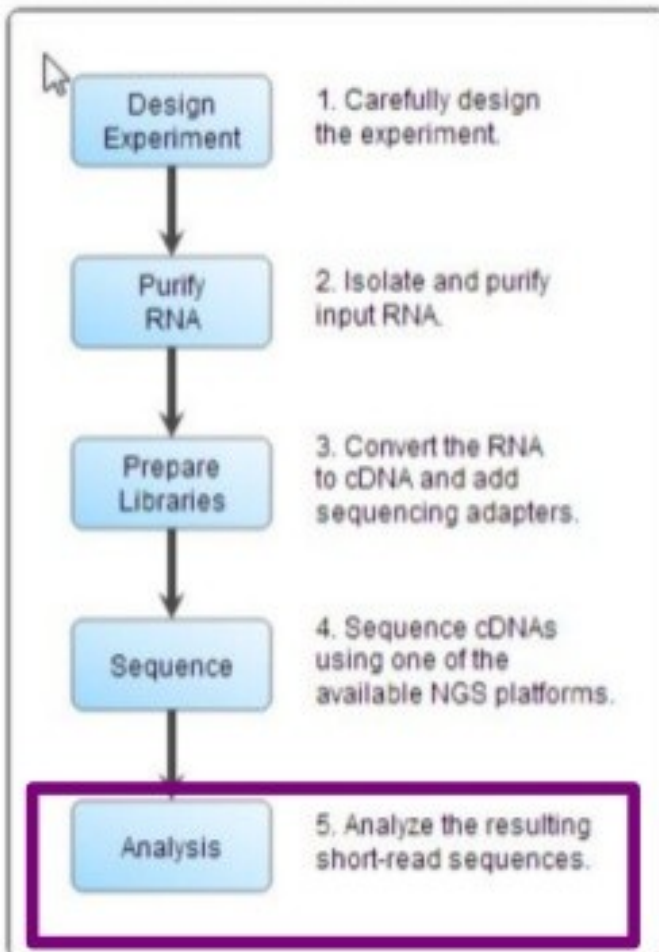 Design
Experiment
1. Carefully design
the experiment.
Purify
RNA
2. Isolate and purify
input RNA.
Prepare
Libraries
3. Convert the RNA
to cDNA and add
sequencing adapters.
Sequence
4. Sequence cDNAs
using one of the
available NGS platforms.
Analysis
5. Analyze the resulting
short-read sequences.